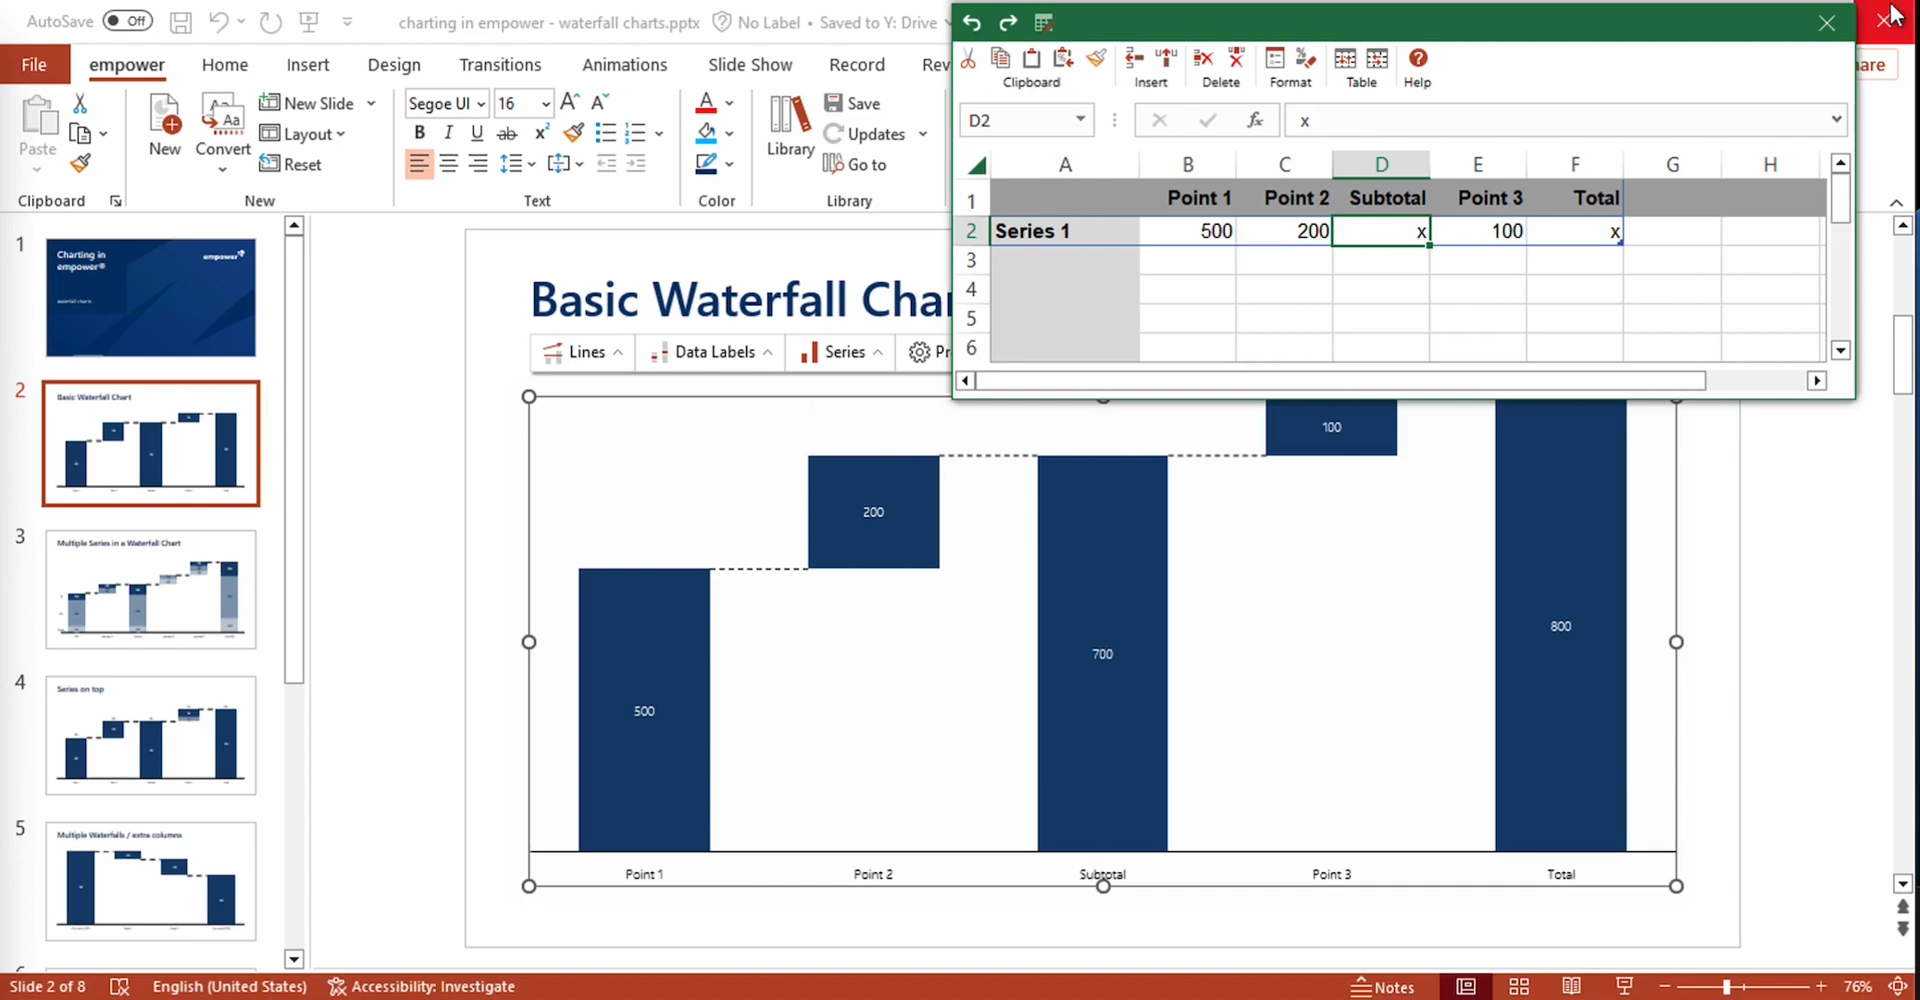 AutoSave Off charting in empower - waterfall charts.pptx No Label • Saved to Y: Drive
File empower Home Insert Design Transitions Animations Slide Show Record Rev are
Paste
New
Convert
New Slide
Layout
Reset
Segoe UI 16
B I U ab x²
Library
Save
Updates
Go to
Clipboard New Text Color Library
Clipboard Insert Delete Format Table Help
D2 fx x
A B C D E F G H
1 Point 1 Point 2 Subtotal Point 3 Total
2 Series 1 500 200 x 100 x
3
4
5
6
1
Charting in
empower®
empower
waterfall charts
2
Basic Waterfall Chart
3
Multiple Series in a Waterfall Chart
4
Series on top
5
Multiple Waterfalls / extra columns
Basic Waterfall Char
Lines Data Labels Series Pr
100
200
800
700
500
Point 1 Point 2 Subtotal Point 3 Total
Slide 2 of 8 English (United States) Accessibility: Investigate Notes 76%